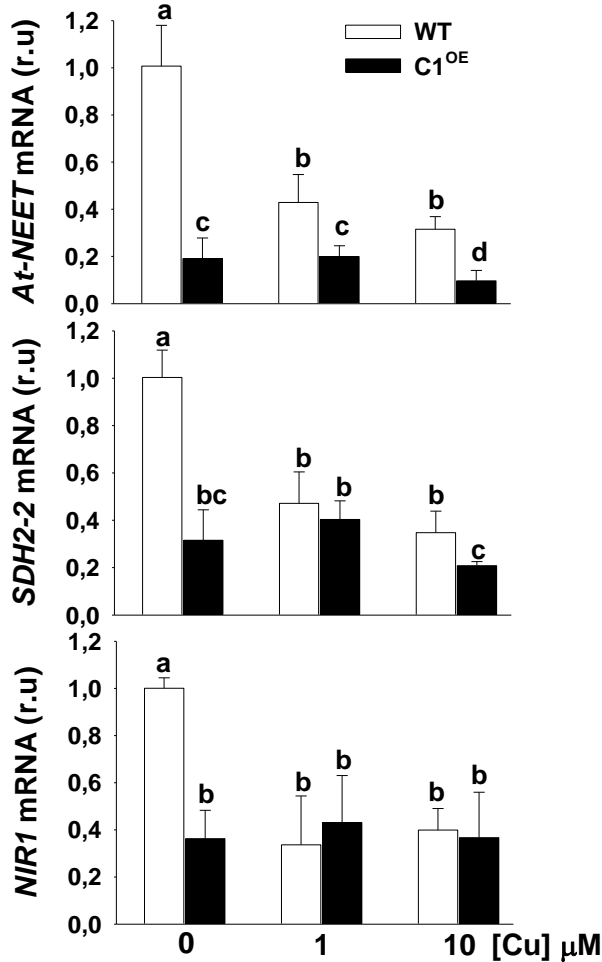 WT
C1^OE
At-NEET mRNA (r.u)
1,2
1,0
0,8
0,6
0,4
0,2
0,0
a
c
b
c
b
d
SDH2-2 mRNA (r.u)
1,2
1,0
0,8
0,6
0,4
0,2
0,0
a
bc
b
b
b
c
NIR1 mRNA (r.u)
1,2
1,0
0,8
0,6
0,4
0,2
0,0
a
b
b
b
b
b
0 1 10 [Cu] μM